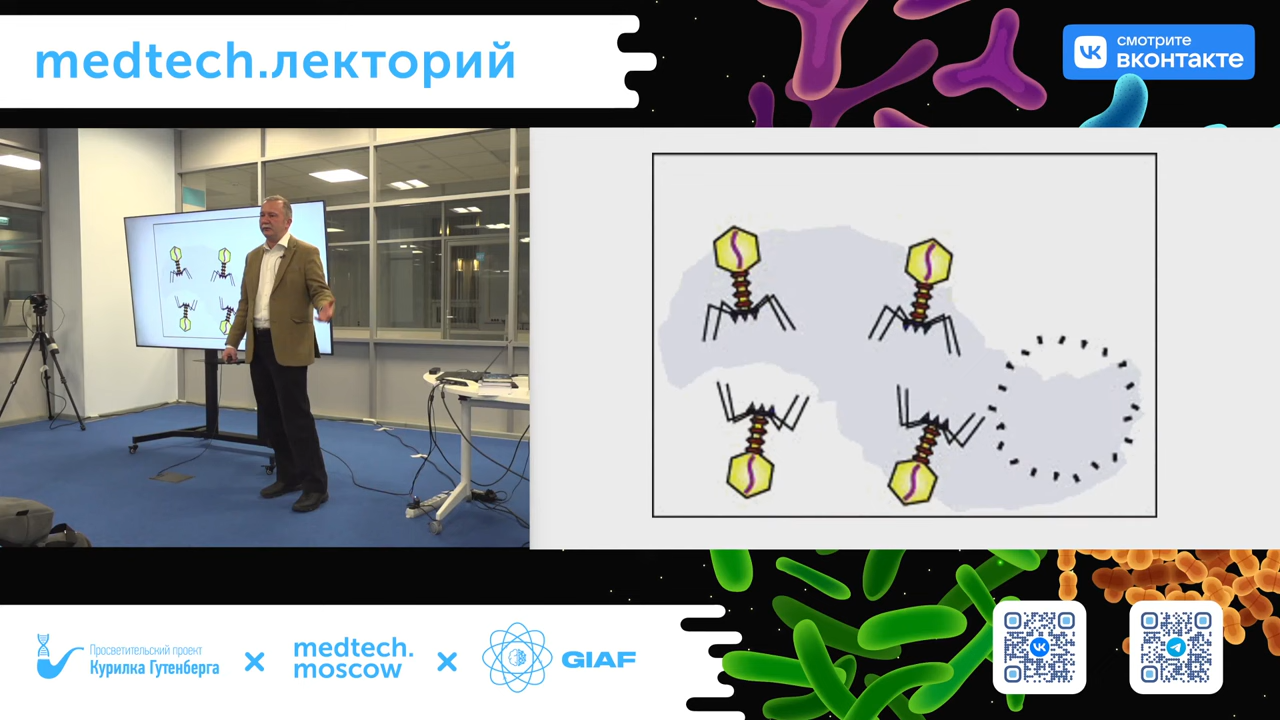 medtech.лекторий
смотрите
вконтакте
Просветительский проект
Курилка Гутенберга
×
medtech.
moscow
×
GIAF